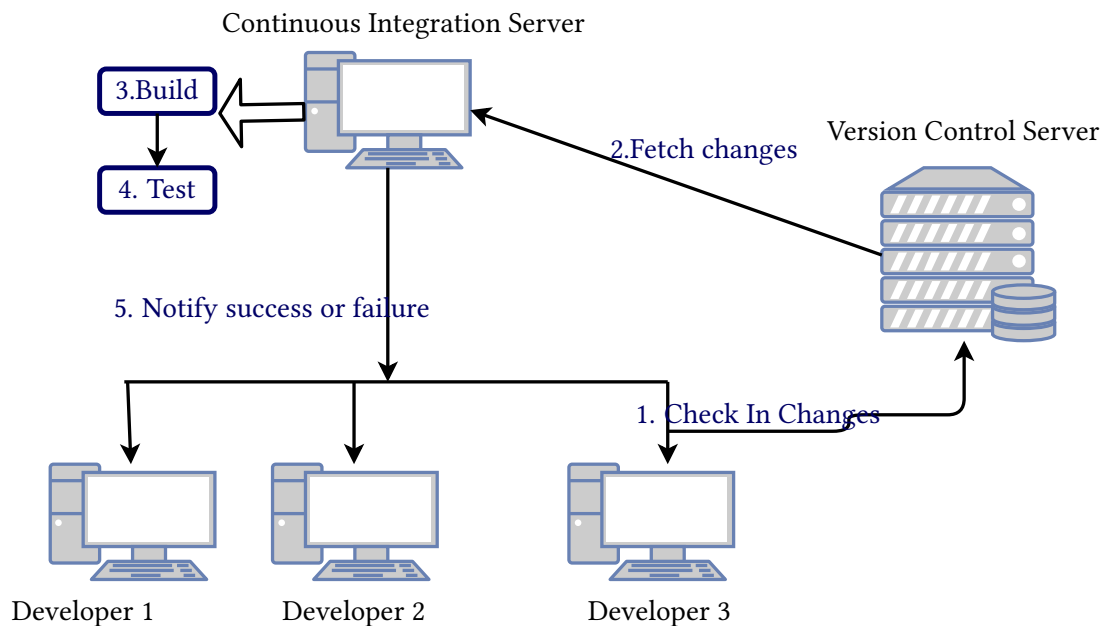 Continuous Integration Server
3.Build
Version Control Server
2.Fetch changes
4. Test
5. Notify success or failure
1. Check In Changes
Developer 1
Developer 2
Developer 3